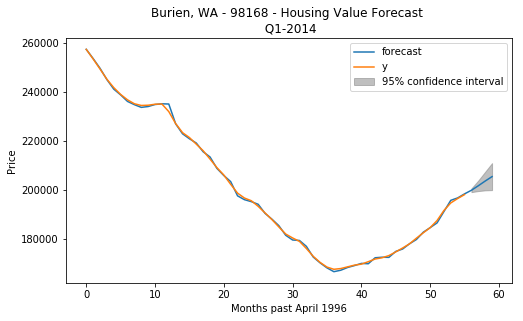 Burien, WA - 98168 - Housing Value Forecast
Q1-2014
260000
240000
220000
200000
180000
Price
0 10 20 30 40 50 60
Months past April 1996
forecast
y
95% confidence interval